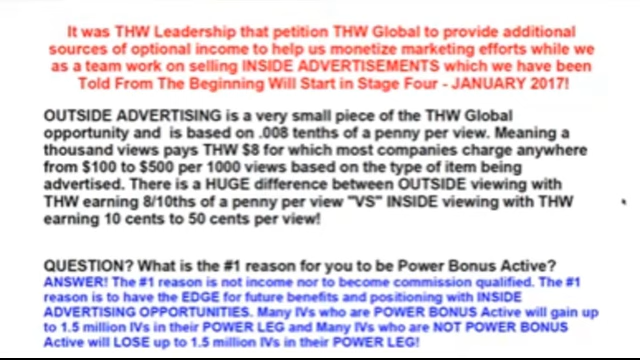 It was THW Leadership that petition THW Global to provide additional
sources of optional income to help us monetize marketing efforts while we
as a team work on selling INSIDE ADVERTISEMENTS which we have been
Told From The Beginning Will Start in Stage Four - JANUARY 2017!
OUTSIDE ADVERTISING is a very small piece of the THW Global
opportunity and is based on .008 tenths of a penny per view. Meaning a
thousand views pays THW $8 for which most companies charge anywhere
from $100 to $500 per 1000 views based on the type of item being
advertised. There is a HUGE difference between OUTSIDE viewing with
THW earning 8/10ths of a penny per view "VS" INSIDE viewing with THW
earning 10 cents to 50 cents per view!
QUESTION? What is the #1 reason for you to be Power Bonus Active?
ANSWER! The #1 reason is not income nor to become commission qualified. The #1
reason is to have the EDGE for future benefits and positioning with INSIDE
ADVERTISING OPPORTUNITIES. Many IVs who are POWER BONUS Active will gain up
to 1.5 million IVs in their POWER LEG and Many IVs who are NOT POWER BONUS
Active will LOSE up to 1.5 million IVs in their POWER LEG!